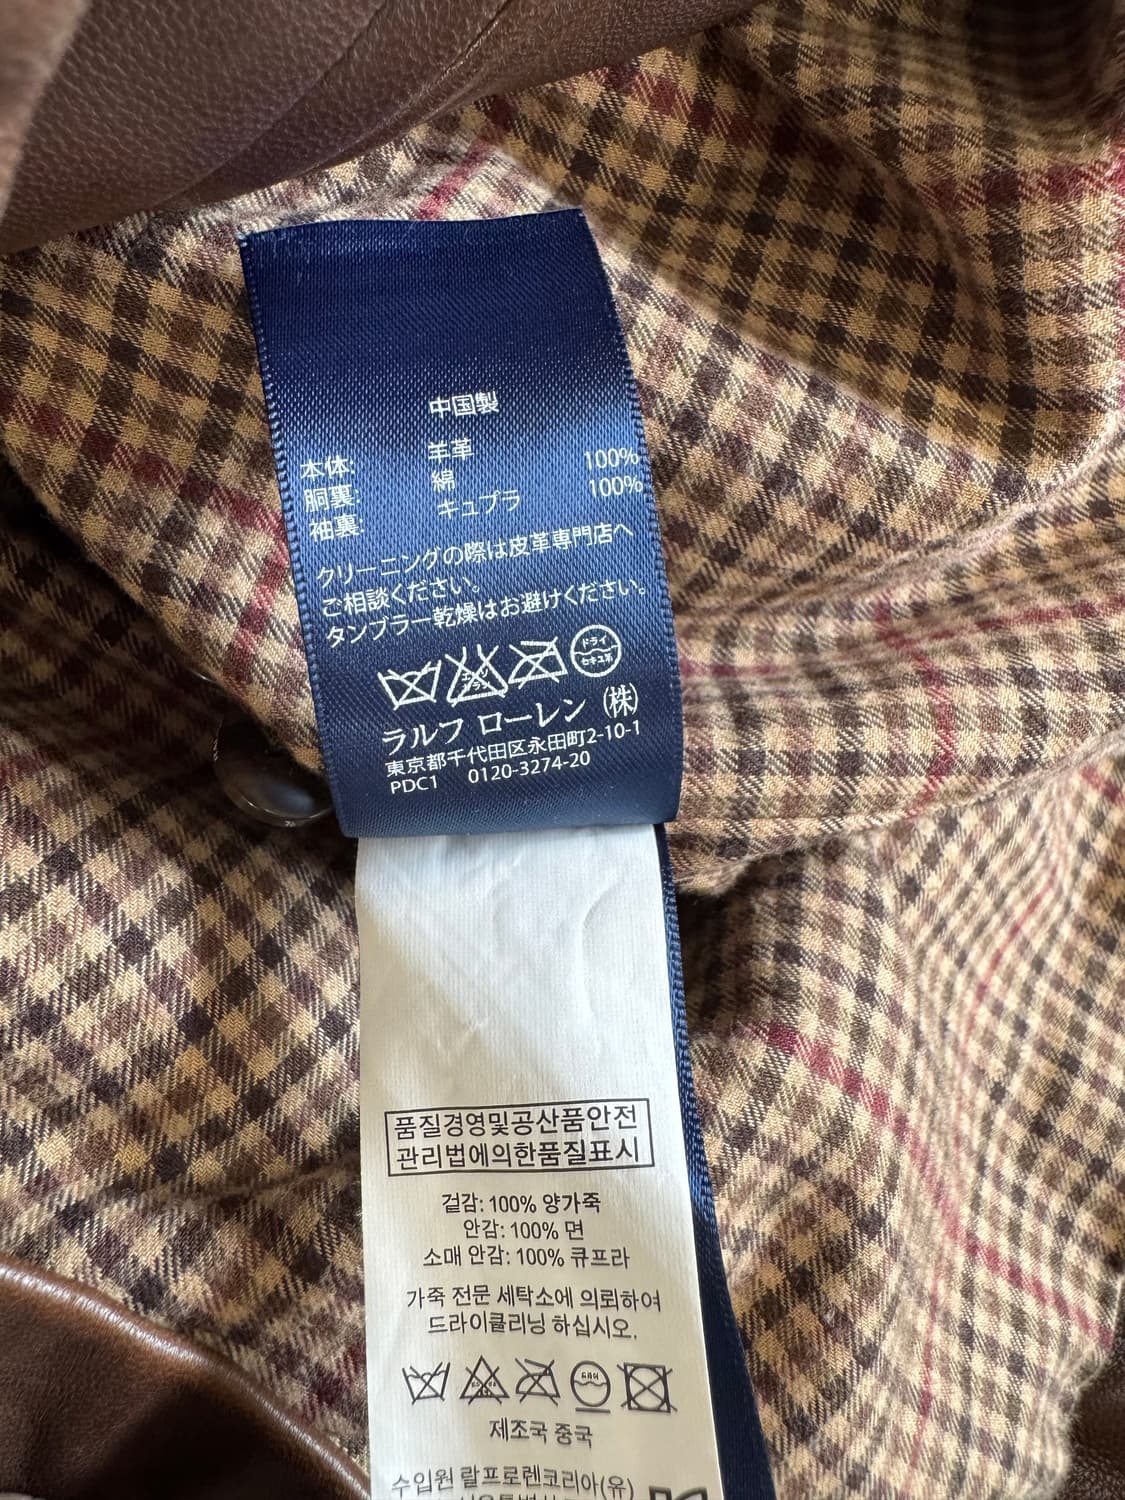 中国製
本体: 羊革 100%
胴裏: 綿 100%
袖裏: キュプラ
クリーニングの際は皮革専門店へ
ご相談ください。
タンブラー乾燥はお避けください。
ドライ
セキユ系
ラルフ ローレン (株)
東京都千代田区永田町2-10-1
PDC1 0120-3274-20
품질경영및공산품안전
관리법에의한품질표시
겉감: 100% 양가죽
안감: 100% 면
소매 안감: 100% 큐프라
가죽 전문 세탁소에 의뢰하여
드라이클리닝 하십시오.
드라이
제조국 중국
수입원 랄프로렌코리아(유)